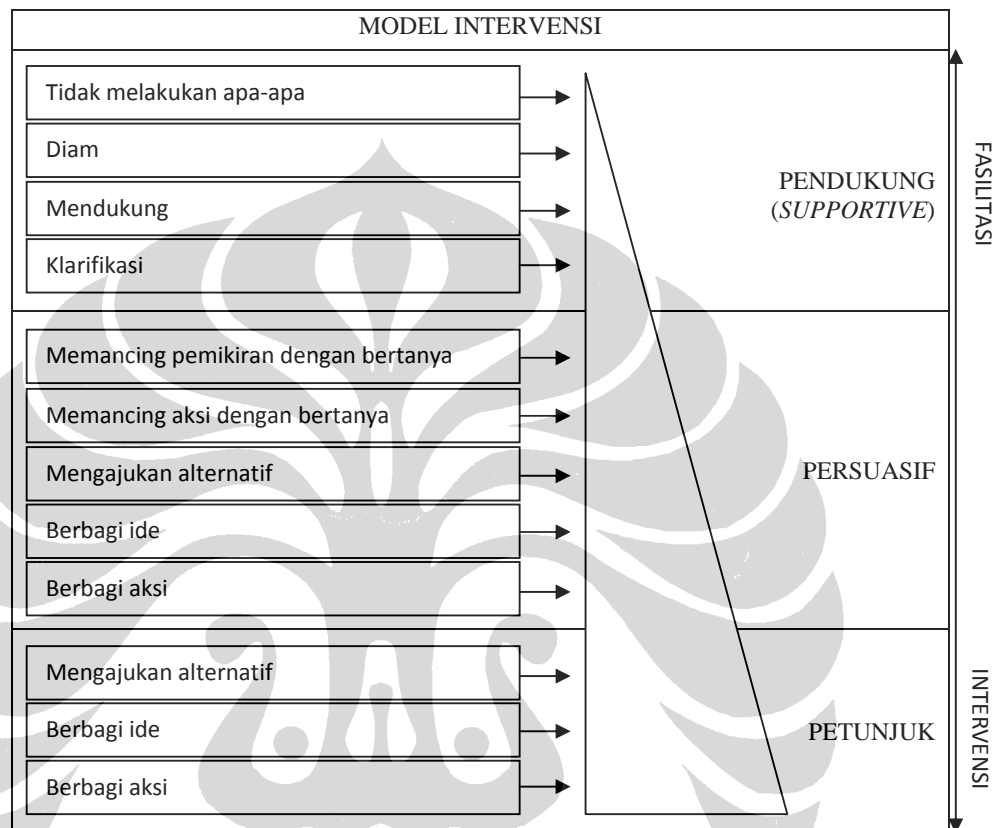 MODEL INTERVENSI
Tidak melakukan apa-apa
Diam
Mendukung
Klarifikasi
PENDUKUNG
(SUPPORTIVE)
FASILITASI
Memancing pemikiran dengan bertanya
Memancing aksi dengan bertanya
Mengajukan alternatif
Berbagi ide
Berbagi aksi
PERSUASIF
Mengajukan alternatif
Berbagi ide
Berbagi aksi
PETUNJUK
INTERVENSI